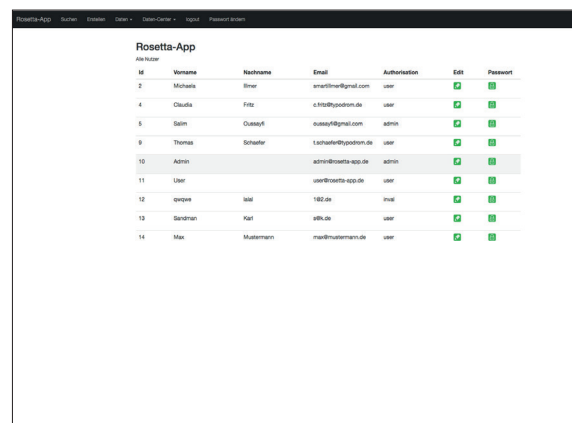 Rosetta-App Suchen Erstellen Daten Daten-Center logout Passwort ändern
Rosetta-App
Alle Nutzer
Id Vorname Nachname Email Authorisation Edit Passwort
2 Michaela Illmer smartillmer@gmail.com user
4 Claudia Fritz c.fritz@typodrom.de user
5 Salim Oussayfi oussayfi@gmail.com admin
9 Thomas Schaefer t.schaefer@typodrom.de user
10 Admin admin@rosetta-app.de admin
11 User user@rosetta-app.de user
12 qwqwe lalal 1@2.de inval
13 Sandman Karl s@k.de user
14 Max Mustermann max@mustermann.de user